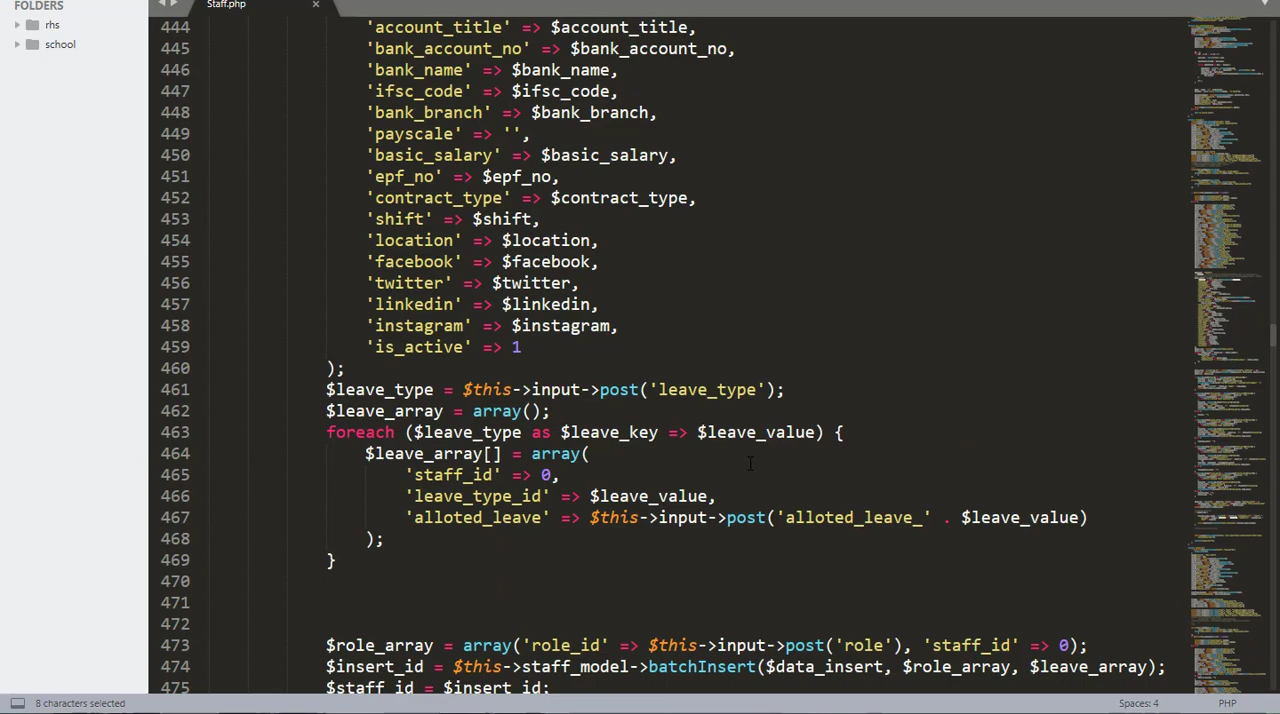 FOLDERS
Staff.php
×
rhs
school
444 'account_title' => $account_title,
445 'bank_account_no' => $bank_account_no,
446 'bank_name' => $bank_name,
447 'ifsc_code' => $ifsc_code,
448 'bank_branch' => $bank_branch,
449 'payscale' => '',
450 'basic_salary' => $basic_salary,
451 'epf_no' => $epf_no,
452 'contract_type' => $contract_type,
453 'shift' => $shift,
454 'location' => $location,
455 'facebook' => $facebook,
456 'twitter' => $twitter,
457 'linkedin' => $linkedin,
458 'instagram' => $instagram,
459 'is_active' => 1
460 );
461 $leave_type = $this->input->post('leave_type');
462 $leave_array = array();
463 foreach ($leave_type as $leave_key => $leave_value) {
464 $leave_array[] = array(
465 'staff_id' => 0,
466 'leave_type_id' => $leave_value,
467 'alloted_leave' => $this->input->post('alloted_leave_' . $leave_value)
468 );
469 }
470
471
472
473 $role_array = array('role_id' => $this->input->post('role'), 'staff_id' => 0);
474 $insert_id = $this->staff_model->batchInsert($data_insert, $role_array, $leave_array);
475 $staff_id = $insert_id;
8 characters selected
Spaces: 4
PHP